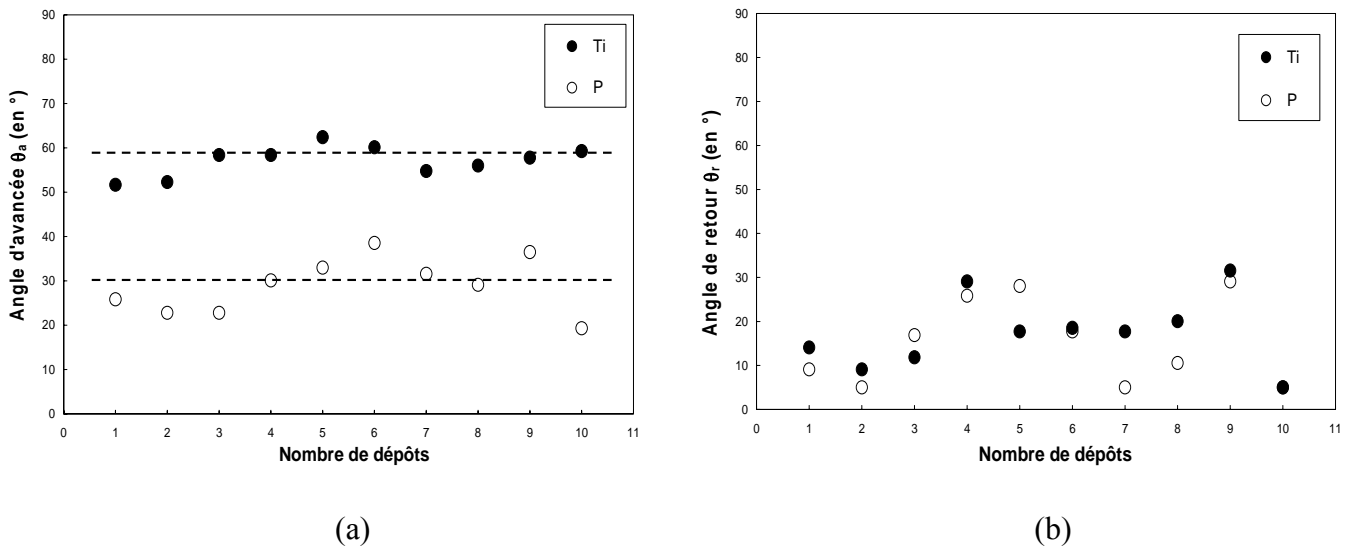 Angle d'avancée θa (en °)
90
80
70
60
50
40
30
20
10
0
0 1 2 3 4 5 6 7 8 9 10 11
Nombre de dépôts
Ti
P
(a)
Angle de retour θr (en °)
90
80
70
60
50
40
30
20
10
0
0 1 2 3 4 5 6 7 8 9 10 11
Nombre de dépôts
Ti
P
(b)